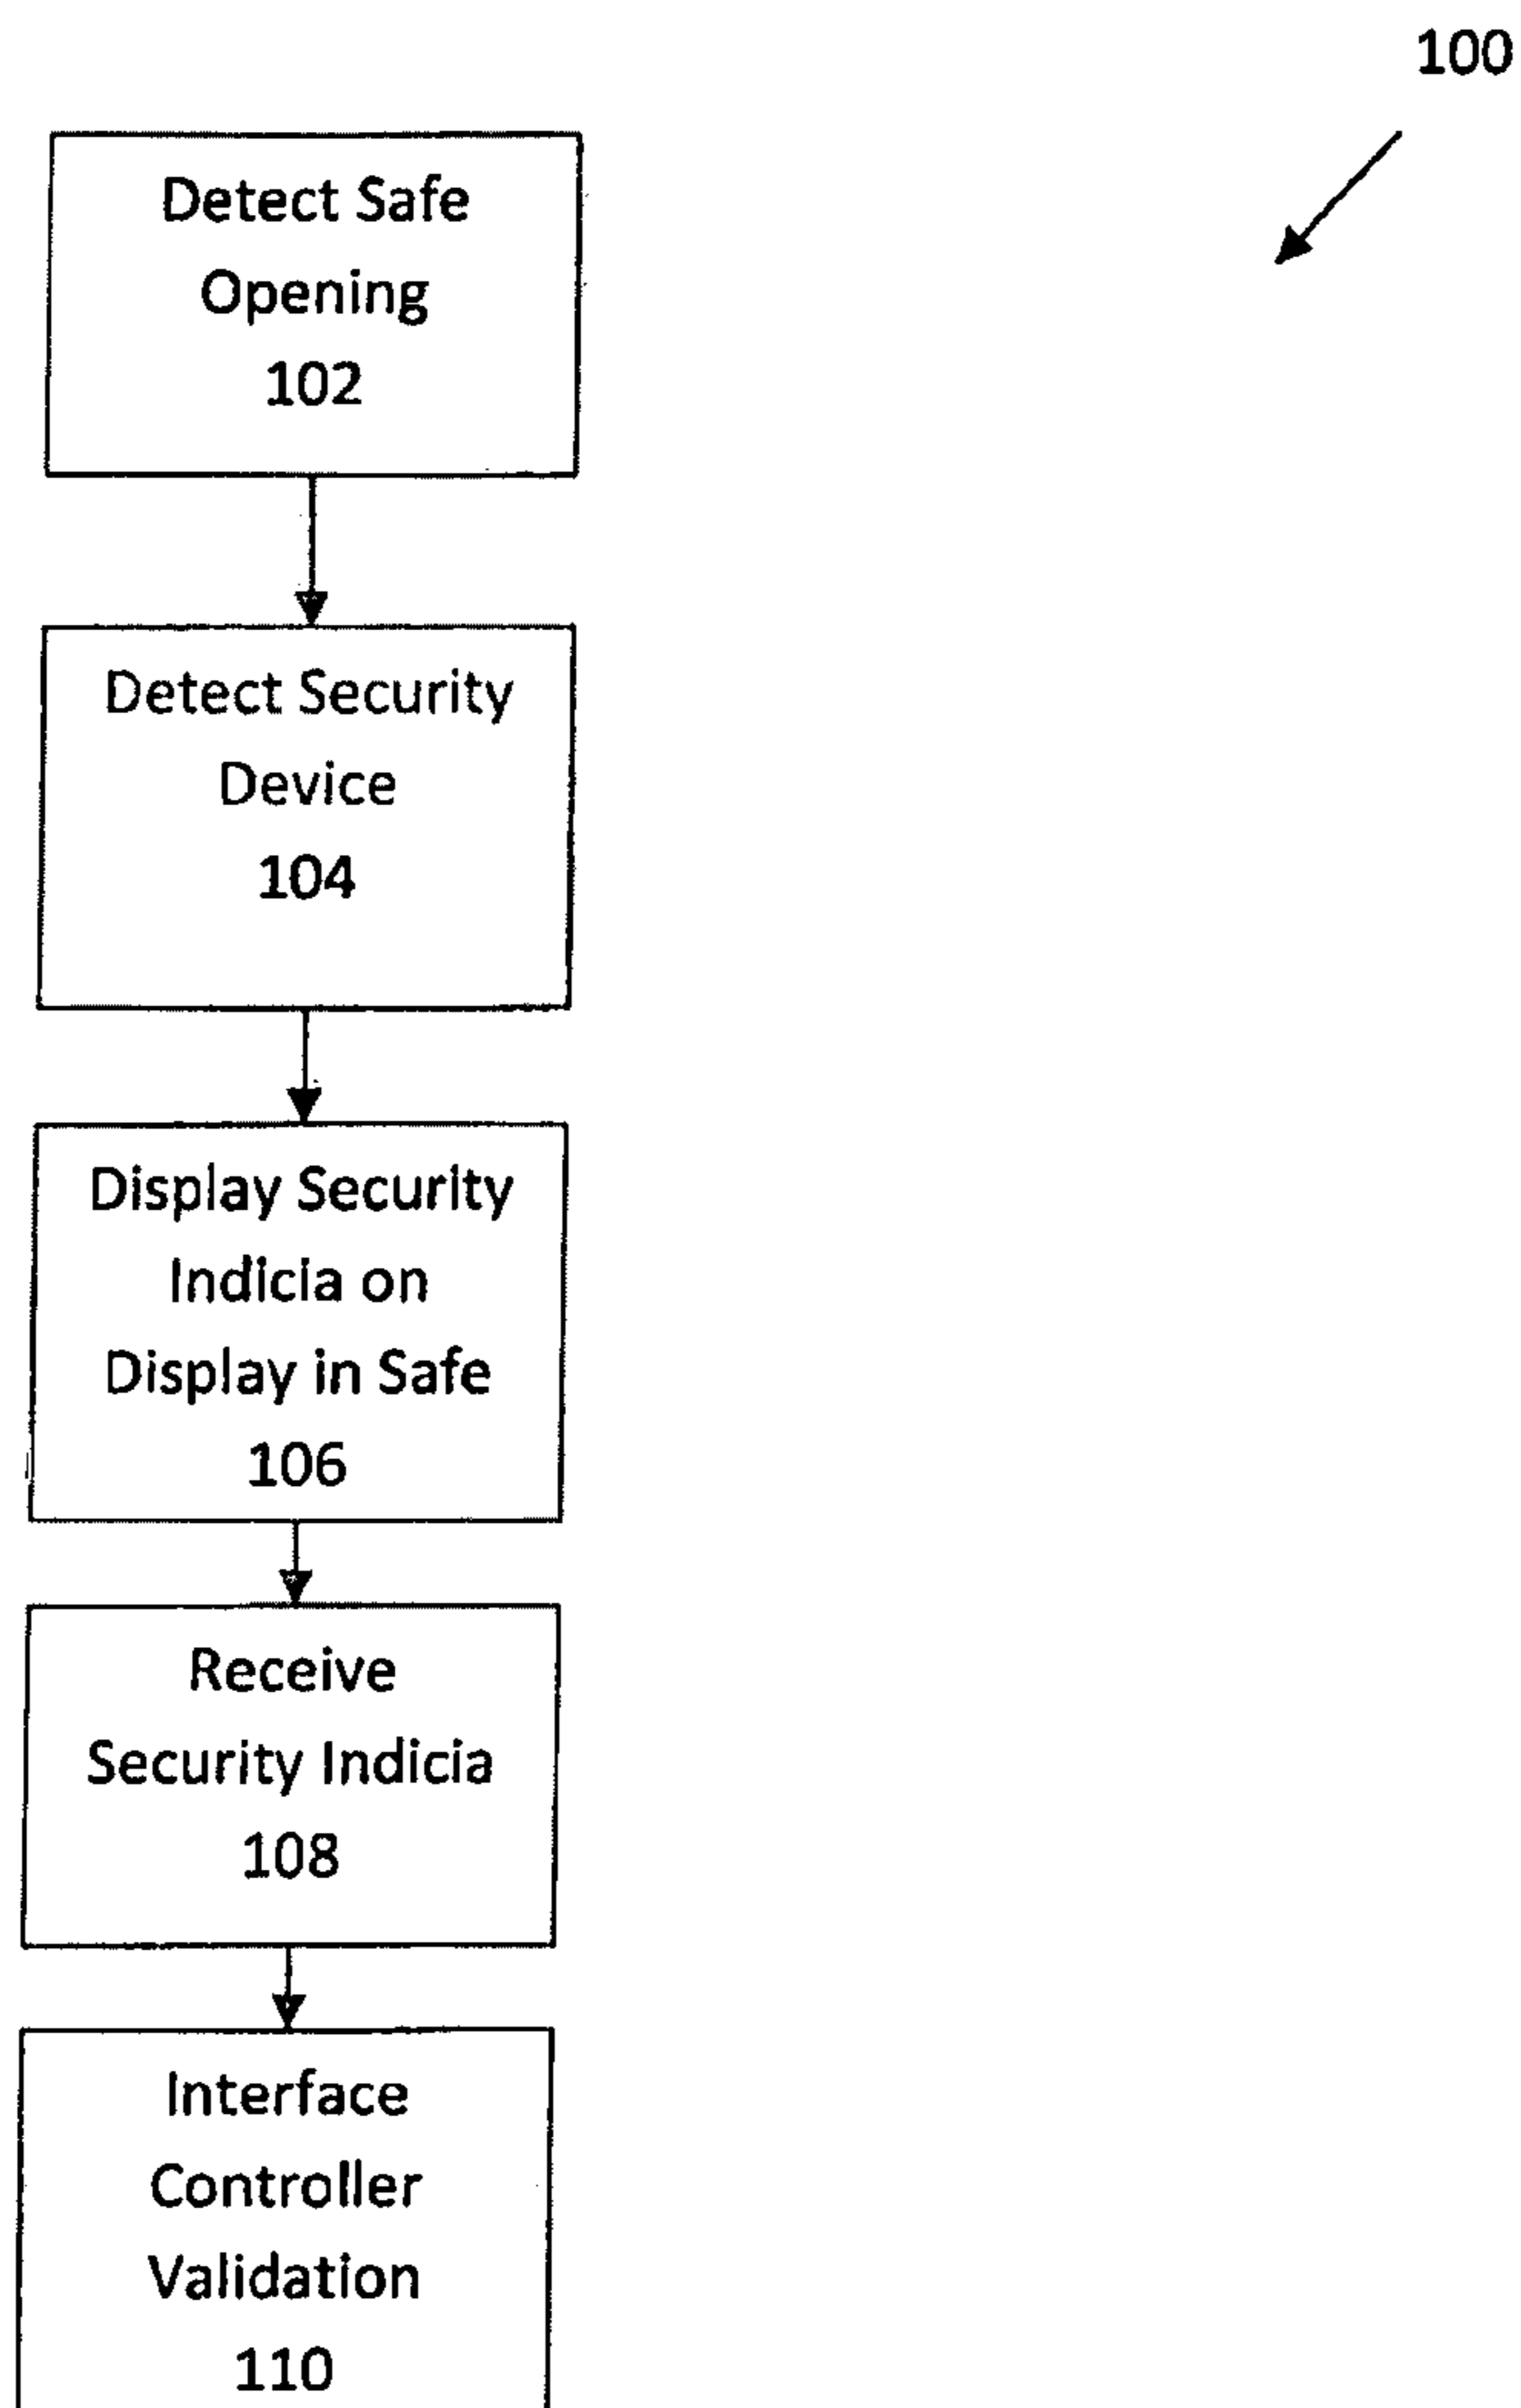 100
Detect Safe
Opening
102
Detect Security
Device
104
Display Security
Indicia on
Display in Safe
106
Receive
Security Indicia
108
Interface
Controller
Validation
110